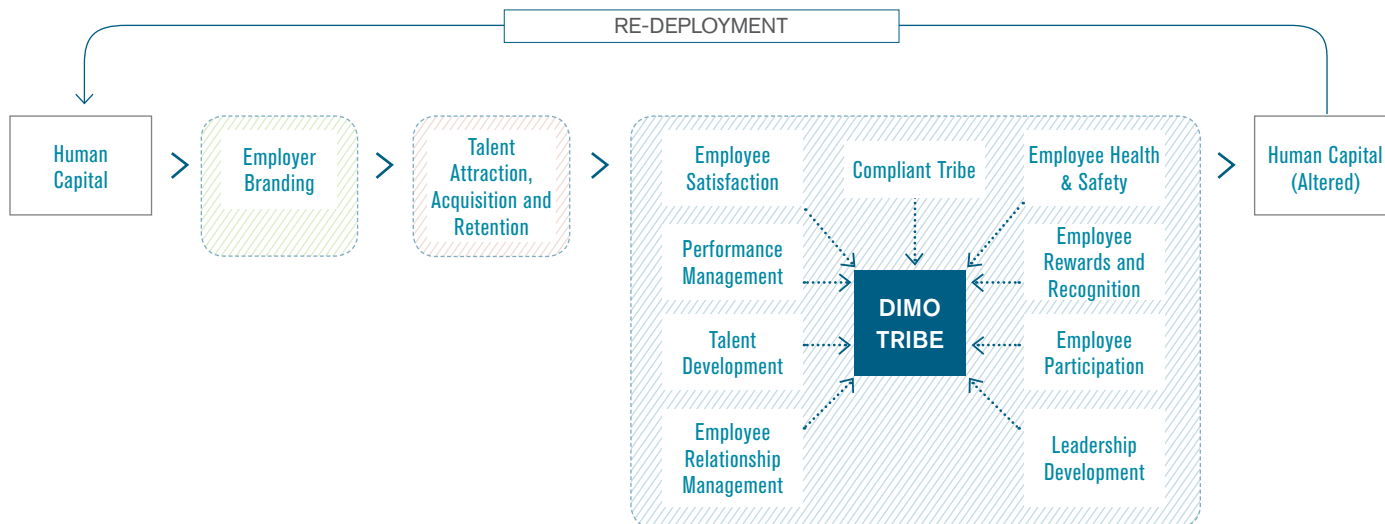 RE-DEPLOYMENT
Human
Capital
Employer
Branding
Talent
Attraction,
Acquisition and
Retention
Employee
Satisfaction
Compliant Tribe
Employee Health
& Safety
Performance
Management
Employee
Rewards and
Recognition
DIMO
TRIBE
Talent
Development
Employee
Participation
Employee
Relationship
Management
Leadership
Development
Human Capital
(Altered)